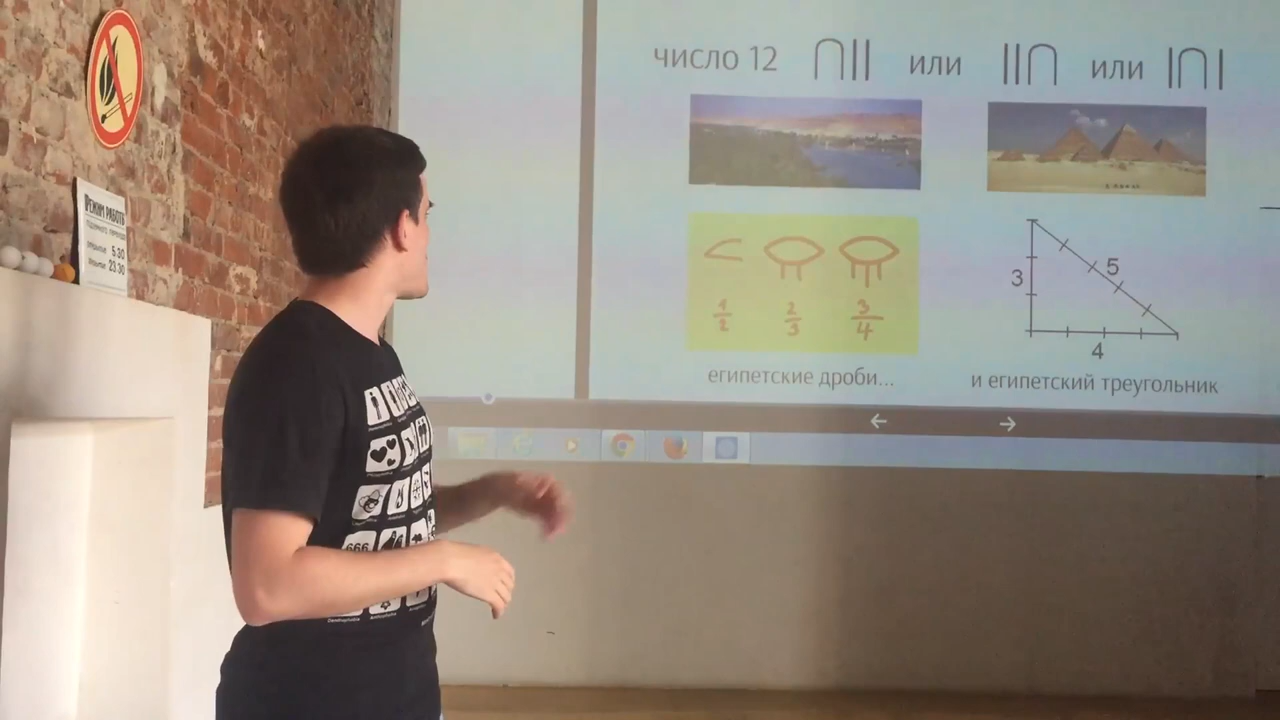 число 12 ∩|| или ||∩ или |∩|
1/2 2/3 3/4
3
5
4
египетские дроби...
и египетский треугольник
РЕЖИМ РАБОТЫ
5.30
23.30
666